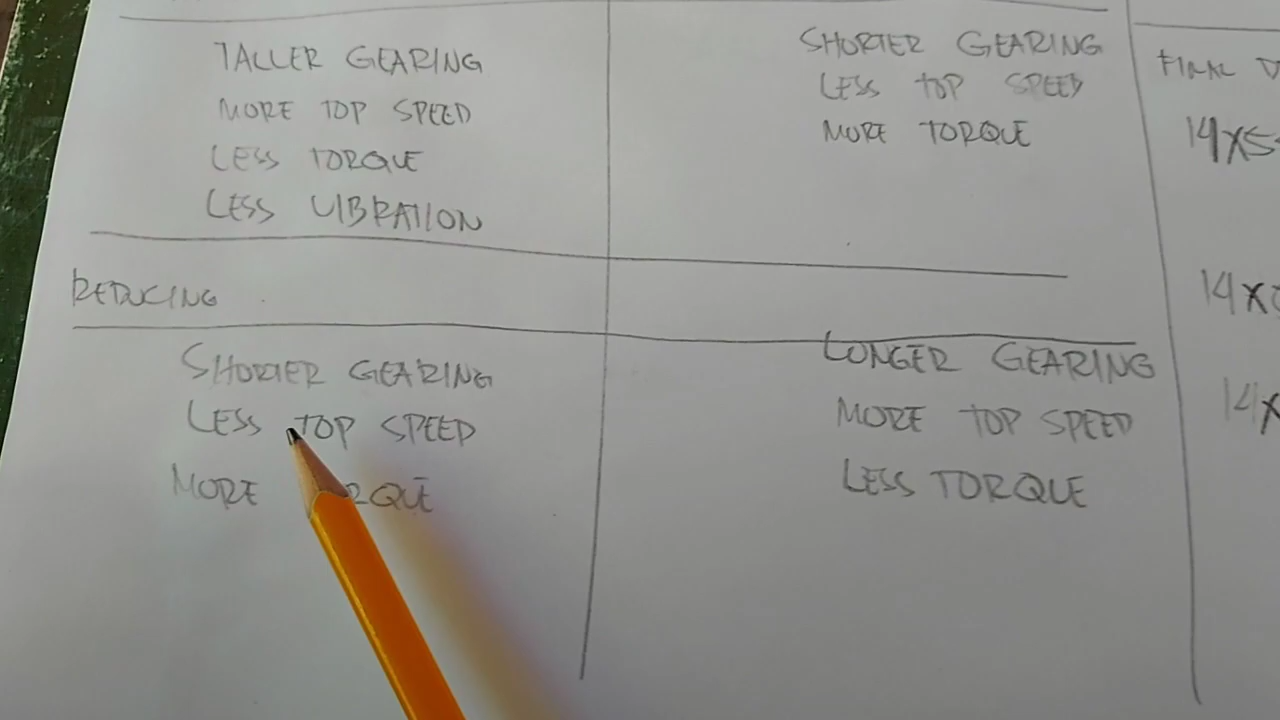 TALLER GEARING
MORE TOP SPEED
LESS TORQUE
LESS VIBRATION
SHORTER GEARING
LESS TOP SPEED
MORE TORQUE
REDUCING
SHORTER GEARING
LESS TOP SPEED
MORE
LONGER GEARING
MORE TOP SPEED
LESS TORQUE
FINAL